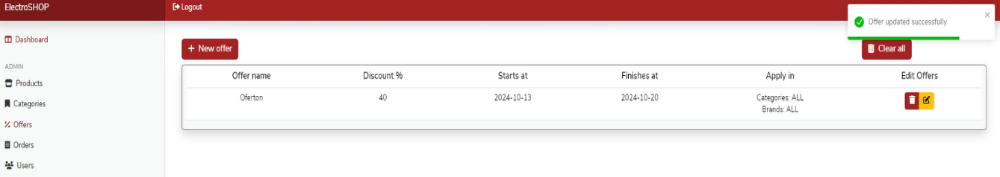 ElectroSHOP
Logout
Offer updated successfully
Dashboard
New offer
Clear all
ADMIN
Products
Categories
Offers
Orders
Users
Offer name Discount % Starts at Finishes at Apply in Edit Offers
Oferton 40 2024-10-13 2024-10-20 Categories: ALL
Brands: ALL